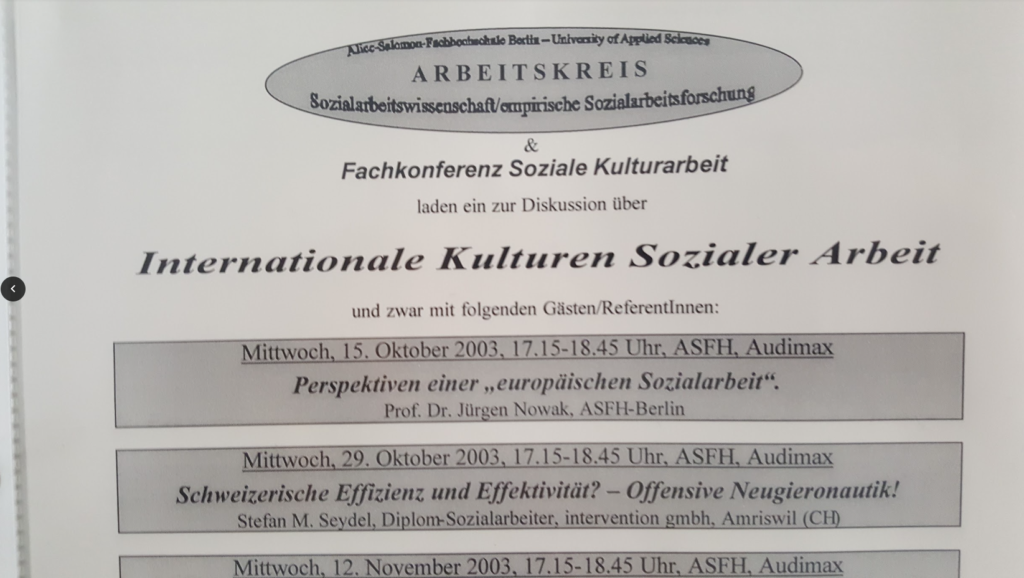 Alice-Salomon-Fachhochschule Berlin – University of Applied Sciences
ARBEITSKREIS
Sozialarbeitswissenschaft/empirische Sozialarbeitsforschung
&
Fachkonferenz Soziale Kulturarbeit
laden ein zur Diskussion über
Internationale Kulturen Sozialer Arbeit
und zwar mit folgenden Gästen/ReferentInnen:
Mittwoch, 15. Oktober 2003, 17.15-18.45 Uhr, ASFH, Audimax
Perspektiven einer „europäischen Sozialarbeit“.
Prof. Dr. Jürgen Nowak, ASFH-Berlin
Mittwoch, 29. Oktober 2003, 17.15-18.45 Uhr, ASFH, Audimax
Schweizerische Effizienz und Effektivität? – Offensive Neugieronautik!
Stefan M. Seydel, Diplom-Sozialarbeiter, intervention gmbh, Amriswil (CH)
Mittwoch, 12. November 2003, 17.15-18.45 Uhr, ASFH, Audimax